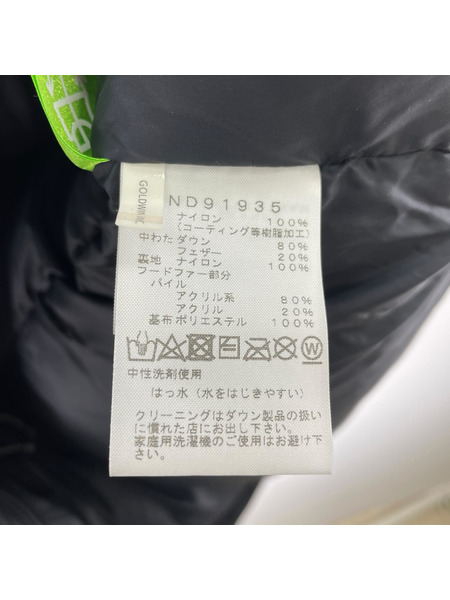 GOLDWINC
ND91935
ナイロン 100%
(コーティング等樹脂加工)
中わた ダウン 80%
フェザー 20%
裏地 ナイロン 100%
フードファー部分
パイル
アクリル系 80%
アクリル 20%
基布 ポリエステル 100%
中性洗剤使用
はっ水 (水をはじきやすい)
クリーニングはダウン製品の扱い
に慣れた店にお出し下さい。
家庭用洗濯機のご使用はお避け下
さい。